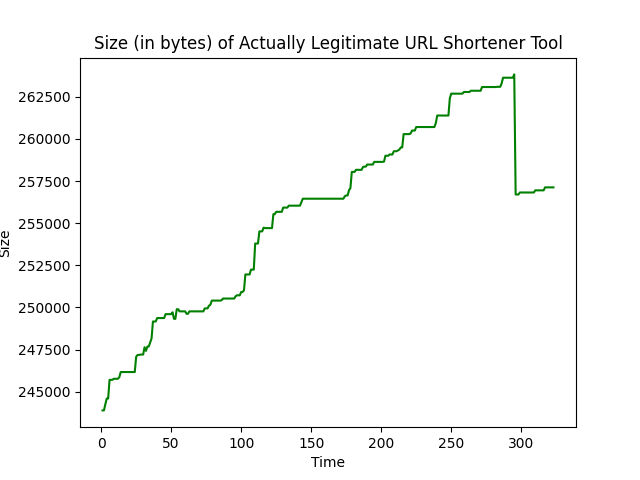 Size (in bytes) of Actually Legitimate URL Shortener Tool
262500
260000
257500
255000
252500
250000
247500
245000
Size
0 50 100 150 200 250 300
Time